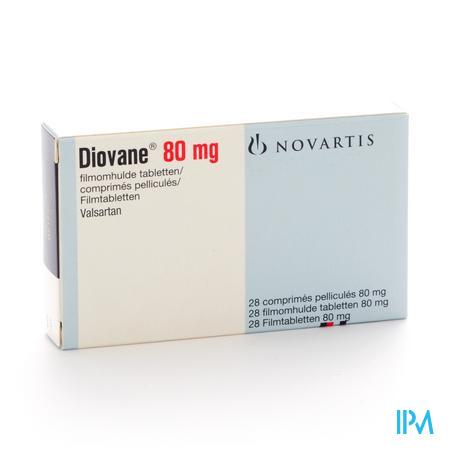 Diovane® 80 mg
filmomhulde tabletten/
comprimés pelliculés/
Filmtabletten
Valsartan
NOVARTIS
28 comprimés pelliculés 80 mg
28 filmomhulde tabletten 80 mg
28 Filmtabletten 80 mg
IPM